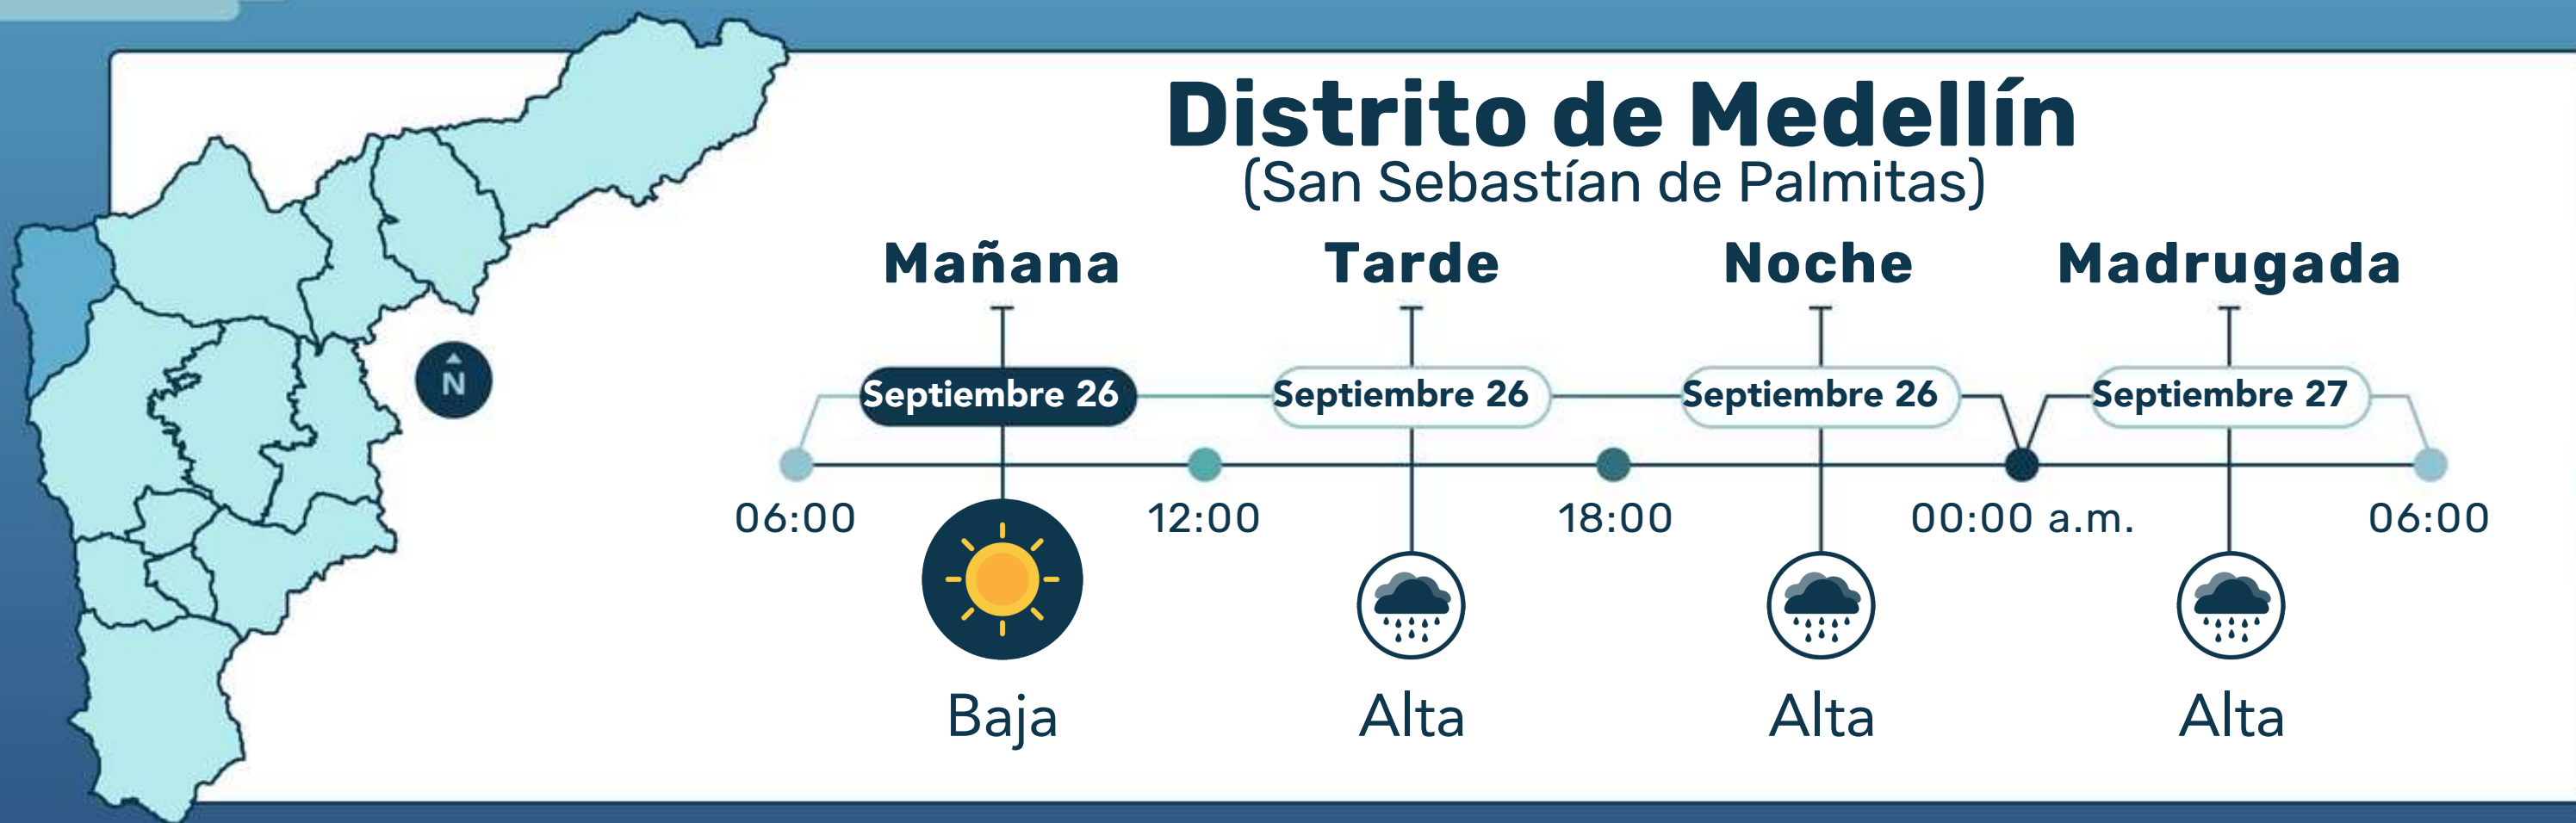 Distrito de Medellín
(San Sebastían de Palmitas)
Mañana Tarde Noche Madrugada
Septiembre 26 Septiembre 26 Septiembre 26 Septiembre 27
N
06:00 12:00 18:00 00:00 a.m. 06:00
Baja Alta Alta Alta